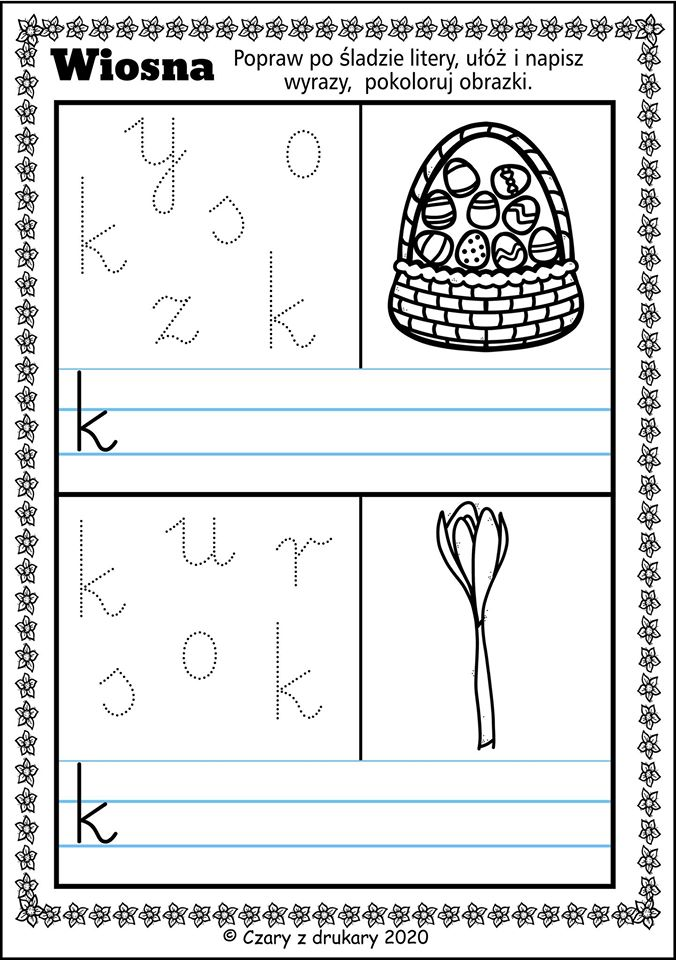 Wiosna
Popraw po śladzie litery, ułóż i napisz
wyrazy, pokoloruj obrazki.
y o
k s
z k
k
k u r
s o k
k
© Czary z drukary 2020